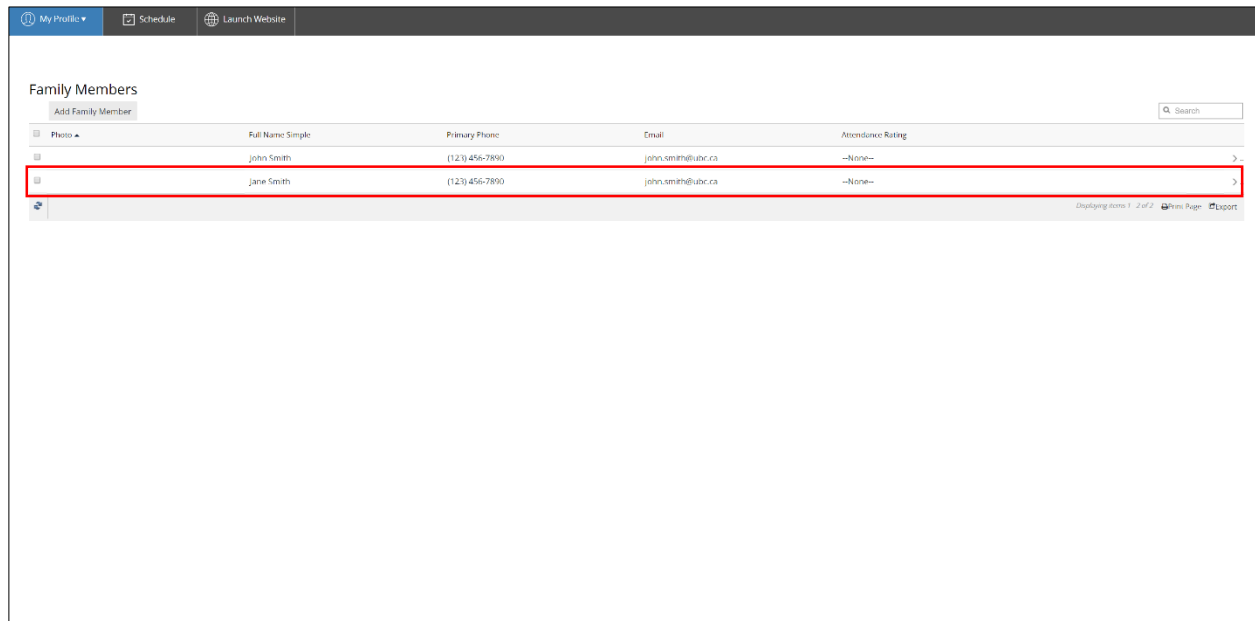 My Profile ▾ Schedule Launch Website
Family Members
Add Family Member Search
Photo ▲ Full Name Simple Primary Phone Email Attendance Rating
John Smith (123) 456-7890 john.smith@ubc.ca --None-- >
Jane Smith (123) 456-7890 john.smith@ubc.ca --None-- >
Displaying items 1 - 2 of 2 Print Page Export